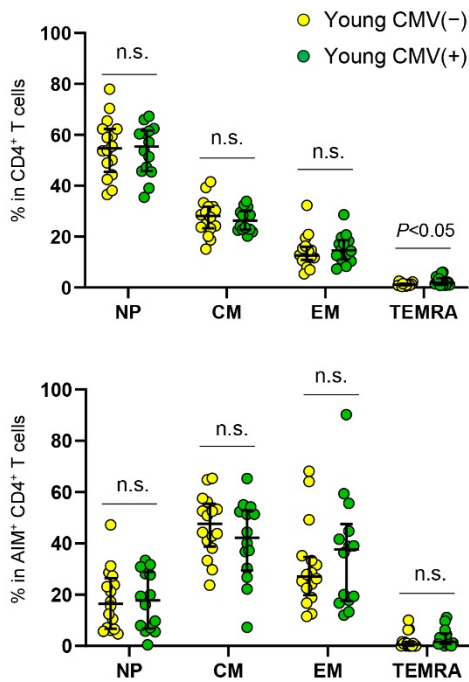 Young CMV(−)
Young CMV(+)
n.s.
n.s.
n.s.
P<0.05
% in CD4⁺ T cells
100
80
60
40
20
0
NP CM EM TEMRA
n.s.
n.s.
n.s.
n.s.
% in AIM⁺ CD4⁺ T cells
100
80
60
40
20
0
NP CM EM TEMRA